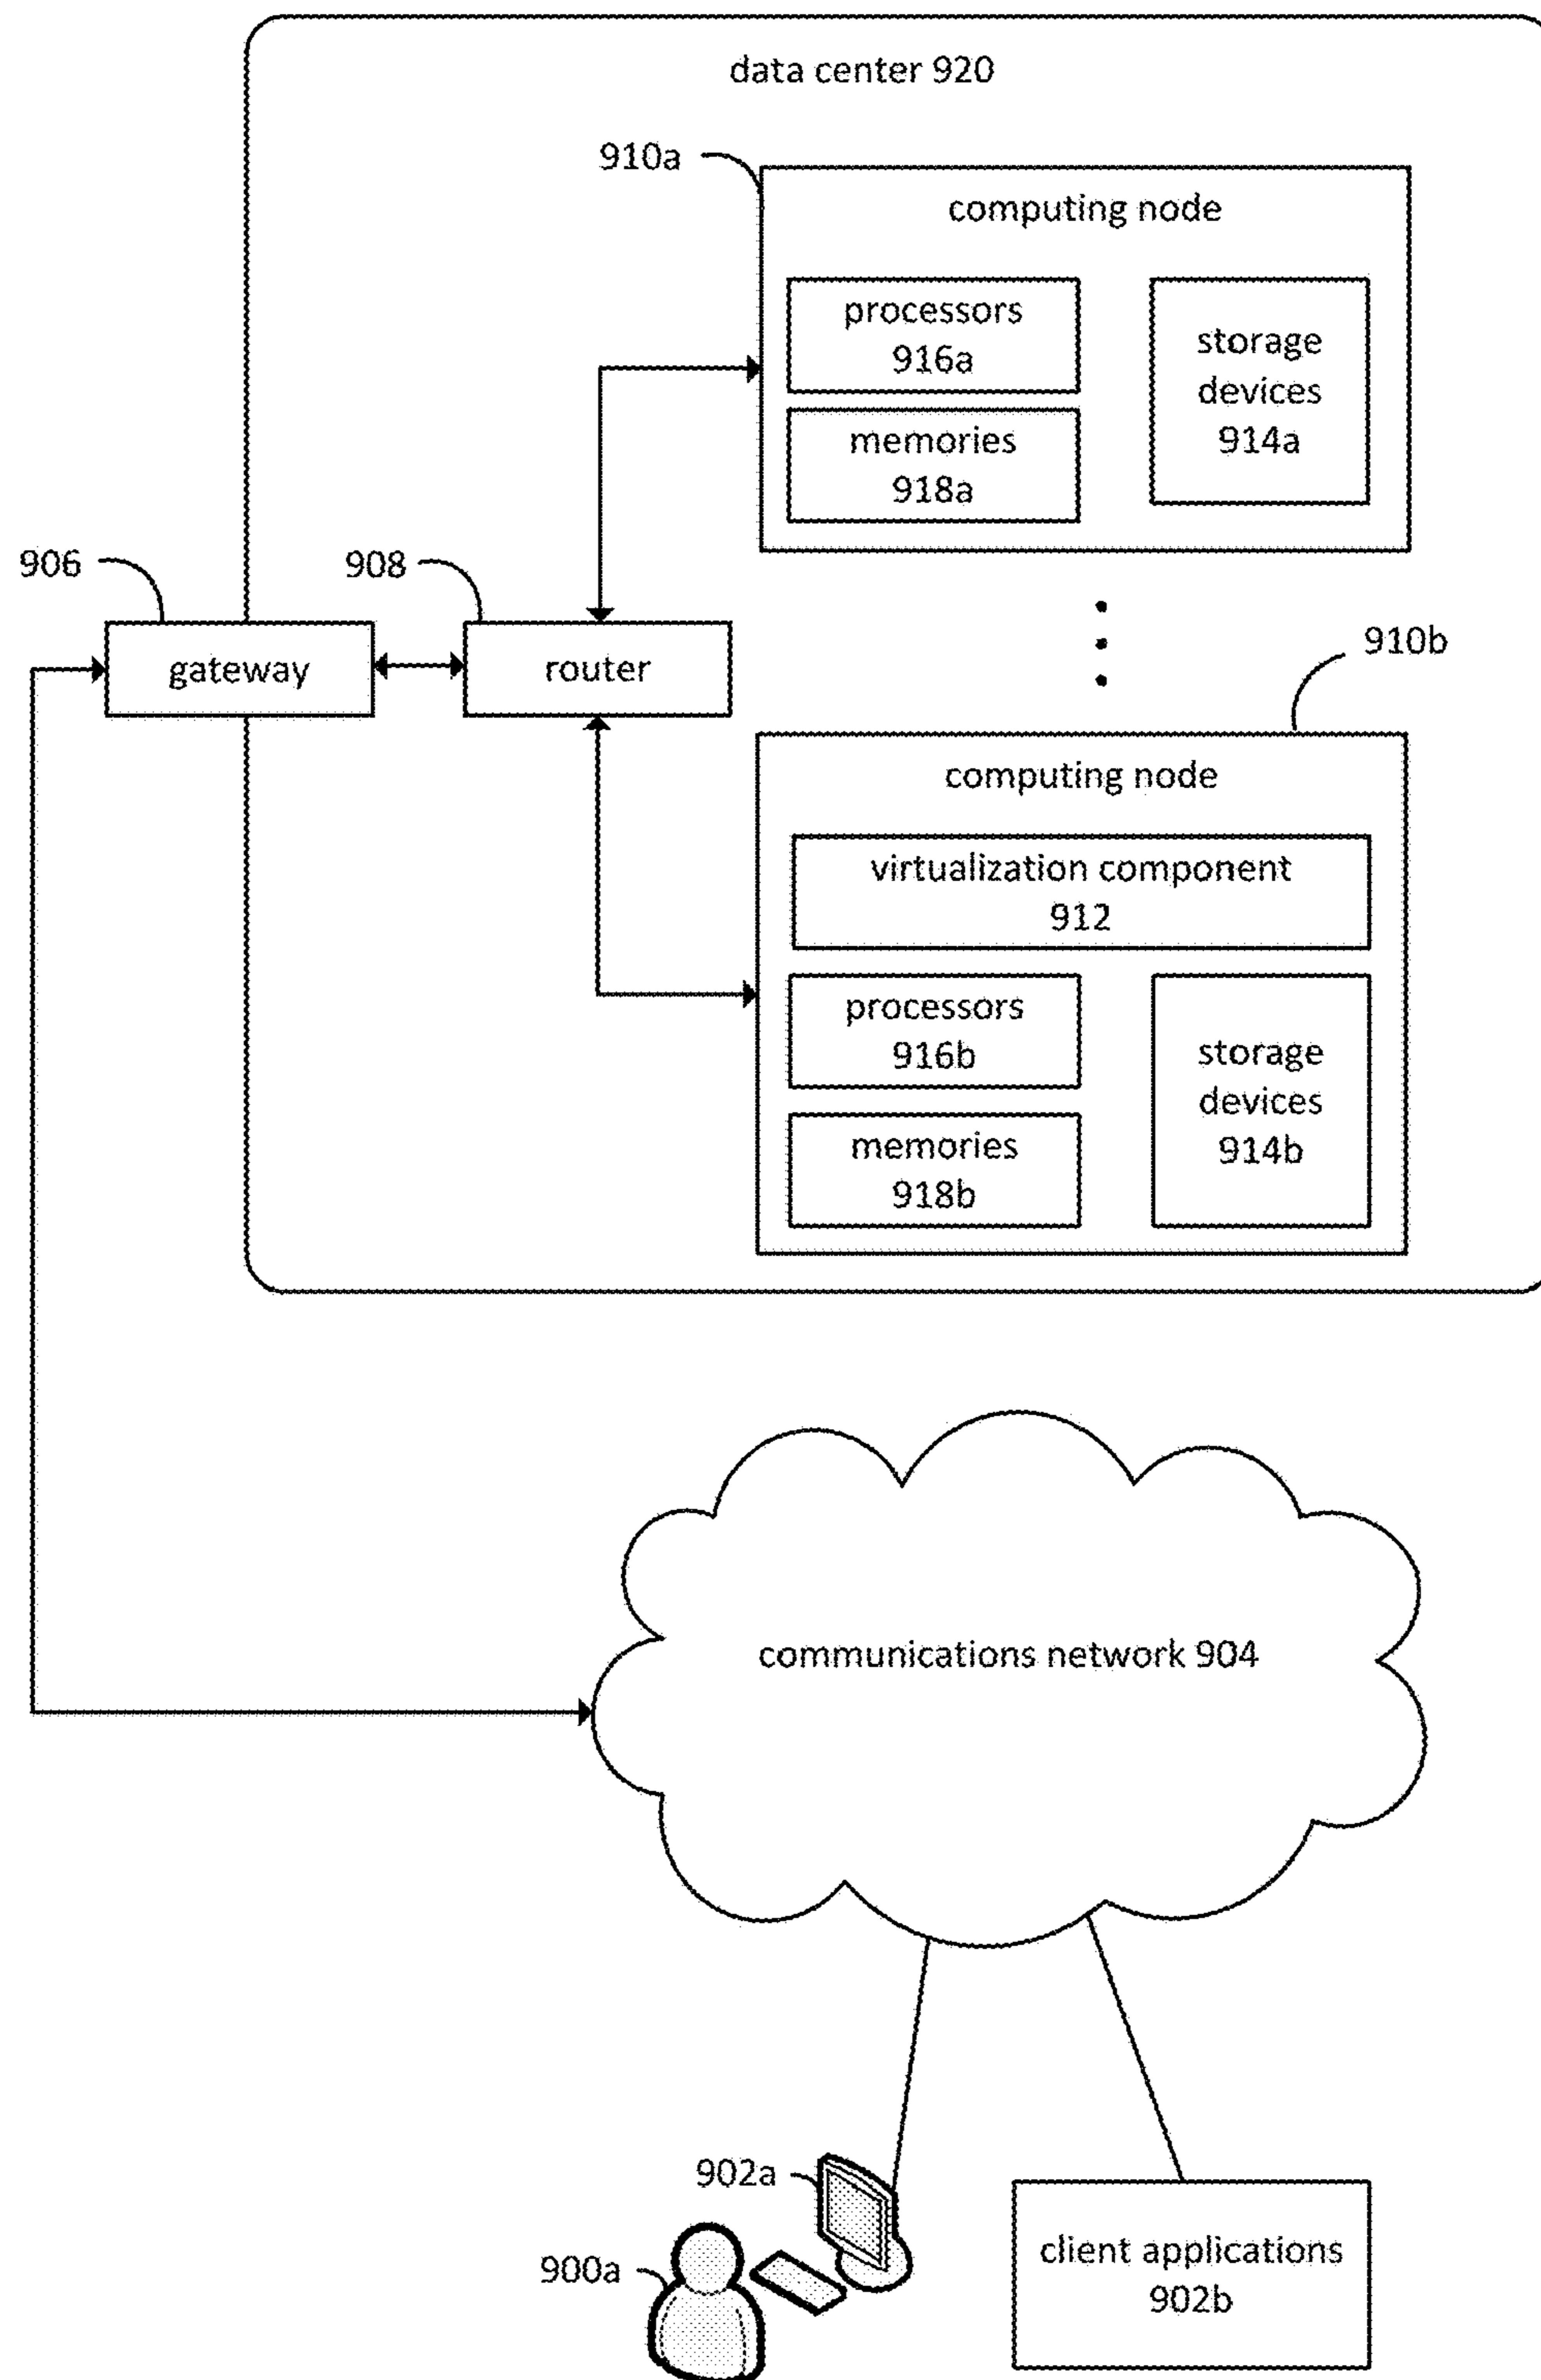 data center 920
910a
computing node
processors
916a
storage
devices
914a
memories
918a
906
908
gateway
router
910b
computing node
virtualization component
912
processors
916b
storage
devices
914b
memories
918b
communications network 904
902a
900a
client applications
902b